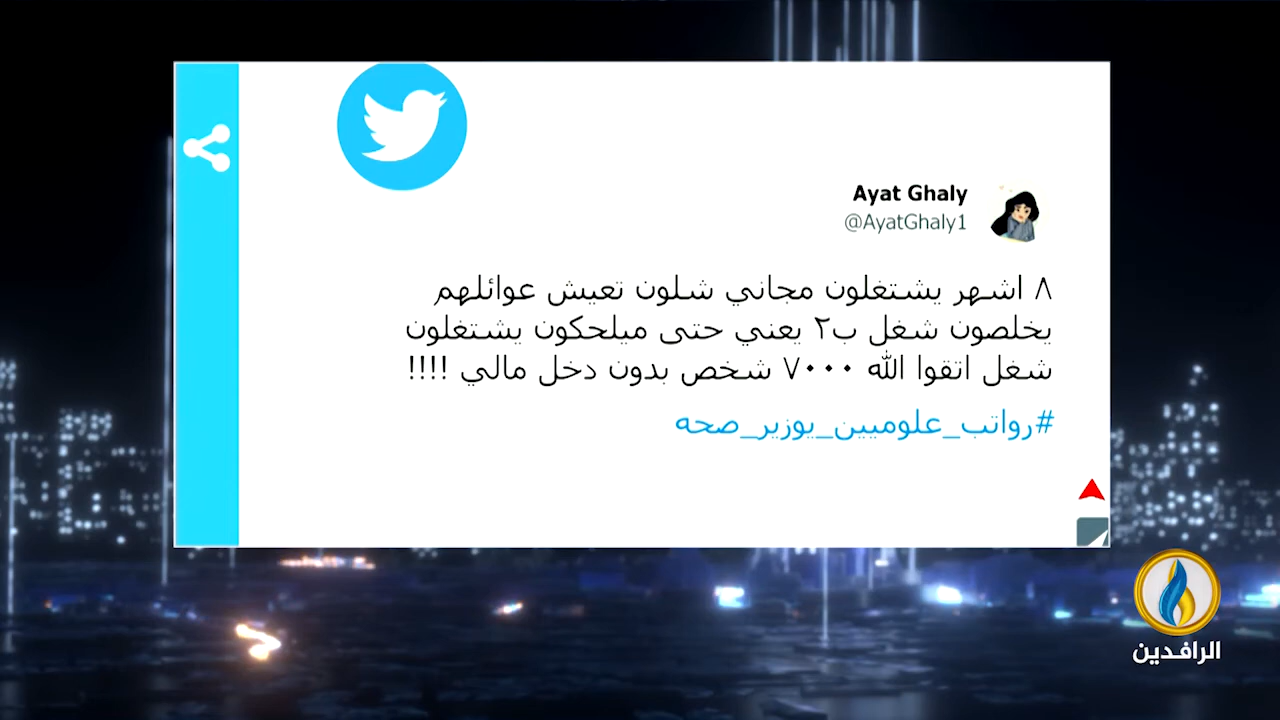 Ayat Ghaly
@AyatGhaly1
٨ اشهر يشتغلون مجاني شلون تعيش عوائلهم
يخلصون شغل ب٢ يعني حتى ميلحكون يشتغلون
شغل اتقوا الله ٧٠٠٠ شخص بدون دخل مالي !!!!
#رواتب_علوميين_يوزير_صحه
الرافدين